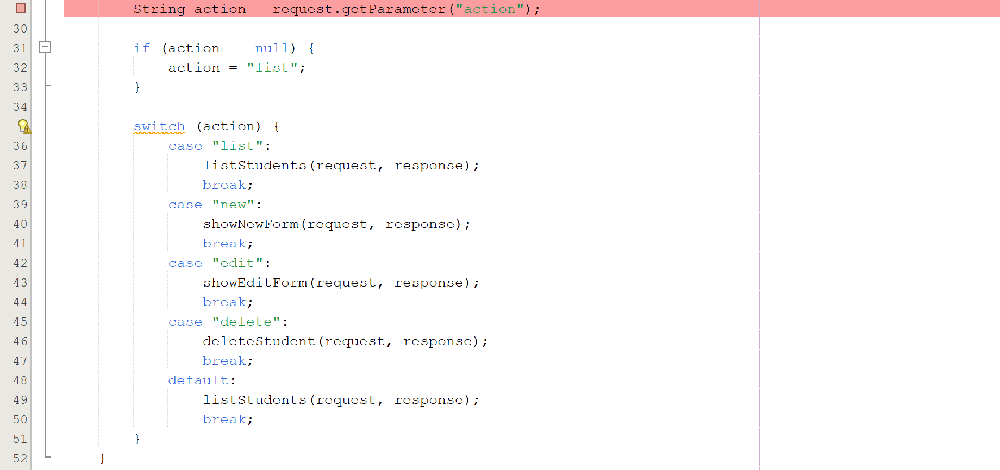 String action = request.getParameter("action");
30
31 if (action == null) {
32 action = "list";
33 }
34
switch (action) {
36 case "list":
37 listStudents(request, response);
38 break;
39 case "new":
40 showNewForm(request, response);
41 break;
42 case "edit":
43 showEditForm(request, response);
44 break;
45 case "delete":
46 deleteStudent(request, response);
47 break;
48 default:
49 listStudents(request, response);
50 break;
51 }
52 }